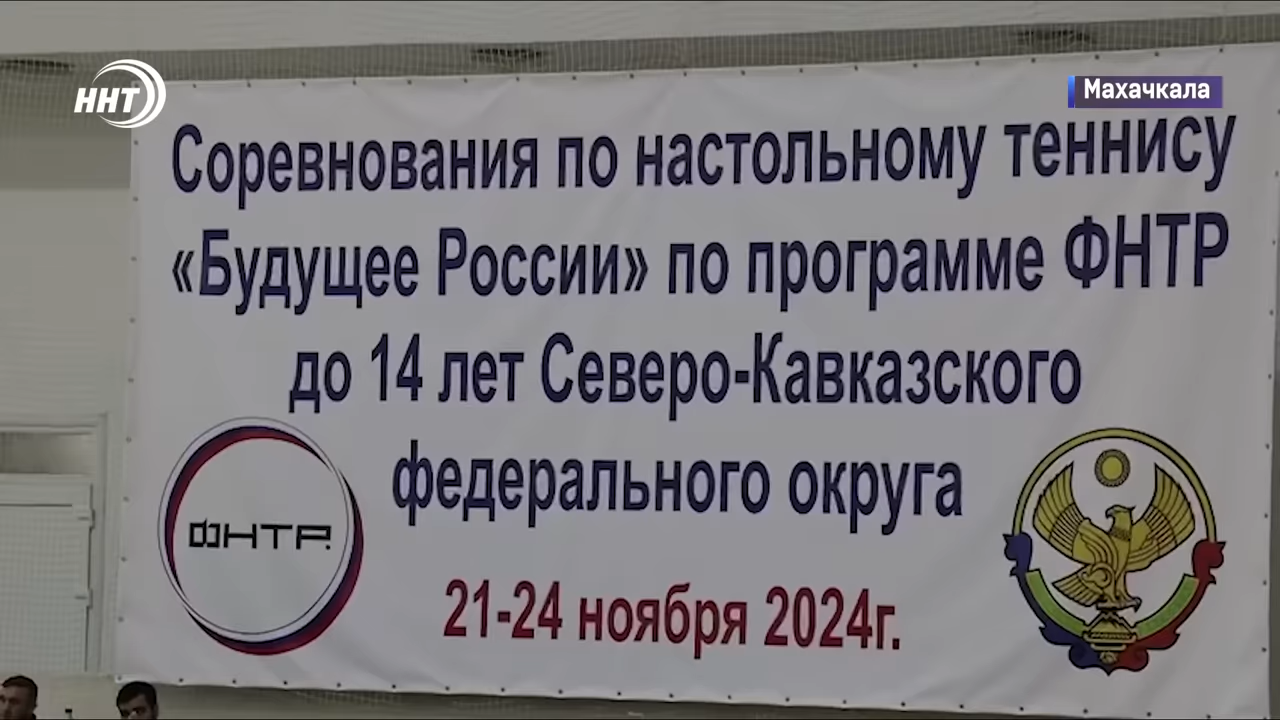 ННТ
Махачкала
Соревнования по настольному теннису
«Будущее России» по программе ФНТР
до 14 лет Северо-Кавказского
федерального округа
ФНТР
21-24 ноября 2024г.